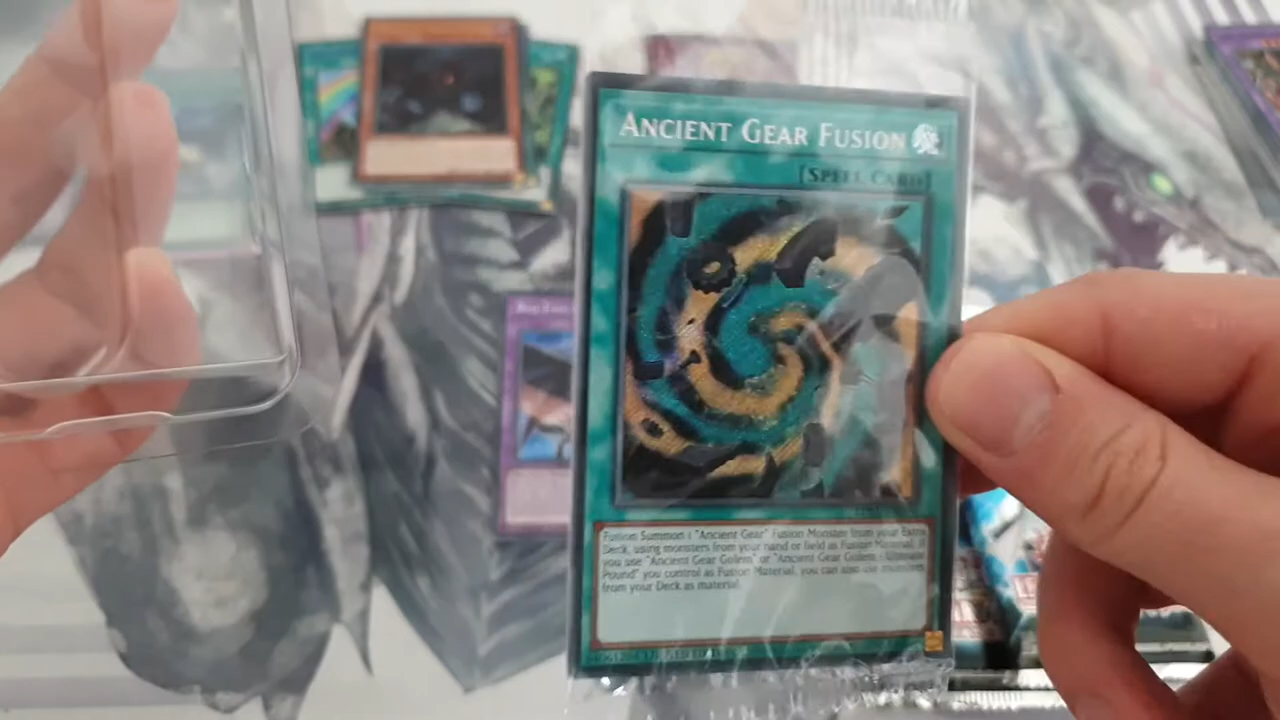 ANCIENT GEAR FUSION
[SPELL CARD]
Fusion Summon 1 "Ancient Gear" Fusion Monster from your Extra
Deck, using monsters from your hand or field as Fusion Material. If
you use "Ancient Gear Golem" or "Ancient Gear Golem - Ultimate
Pound" you control as Fusion Material, you can also use monsters
from your Deck as material.